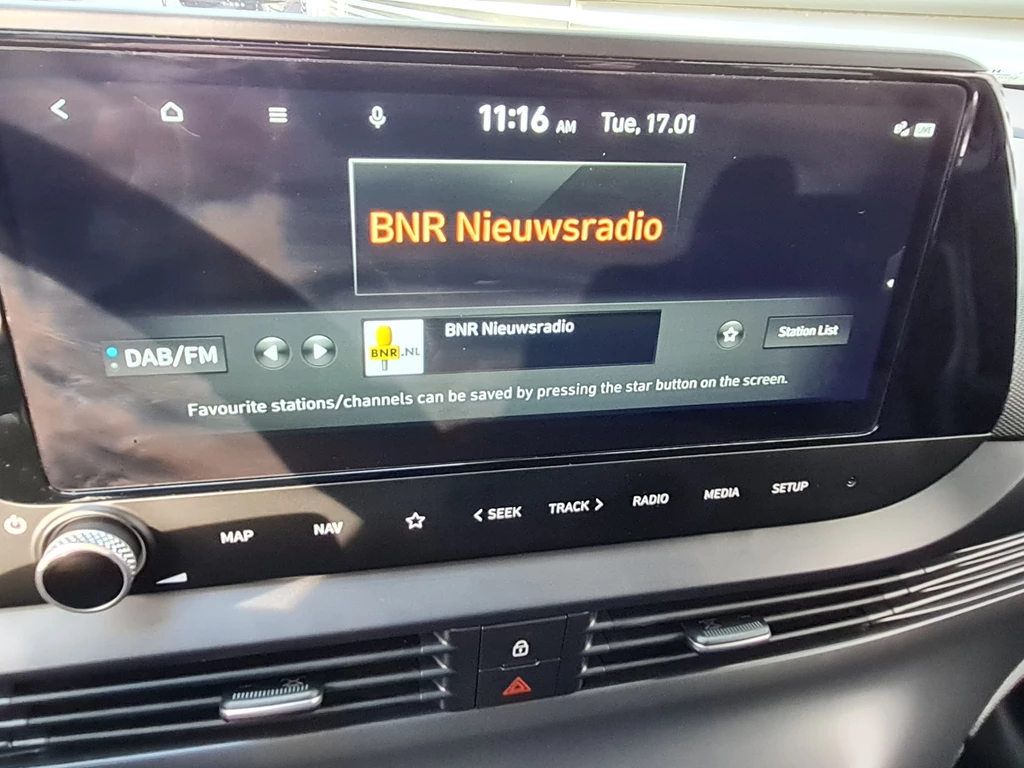 11:16 AM Tue, 17.01
LIVE
BNR Nieuwsradio
DAB/FM
BNR.NL
BNR Nieuwsradio
Station List
Favourite stations/channels can be saved by pressing the star button on the screen.
MAP
NAV
< SEEK
TRACK >
RADIO
MEDIA
SETUP